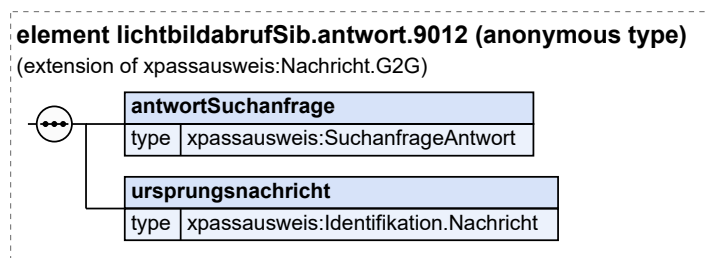 element lichtbildabrufSib.antwort.9012 (anonymous type)
(extension of xpassausweis:Nachricht.G2G)
antwortSuchanfrage
type xpassausweis:SuchanfrageAntwort
ursprungsnachricht
type xpassausweis:Identifikation.Nachricht